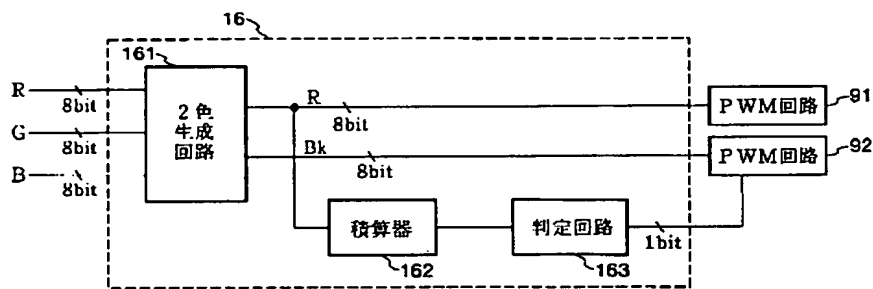 16
161
R
8bit
G
8bit
B
8bit
2色
生成
回路
R
8bit
Bk
8bit
PWM回路
91
PWM回路
92
積算器
162
判定回路
163
1bit